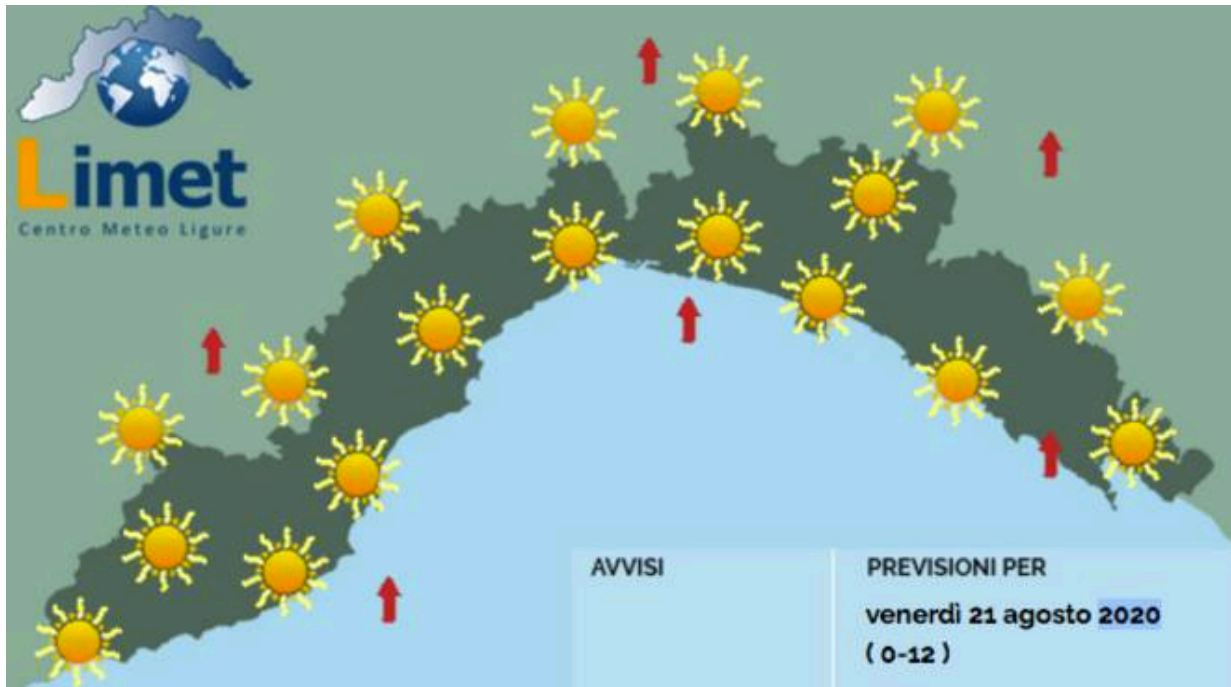 Limet
Centro Meteo Ligure
AVVISI
PREVISIONI PER
venerdì 21 agosto 2020
( 0-12 )